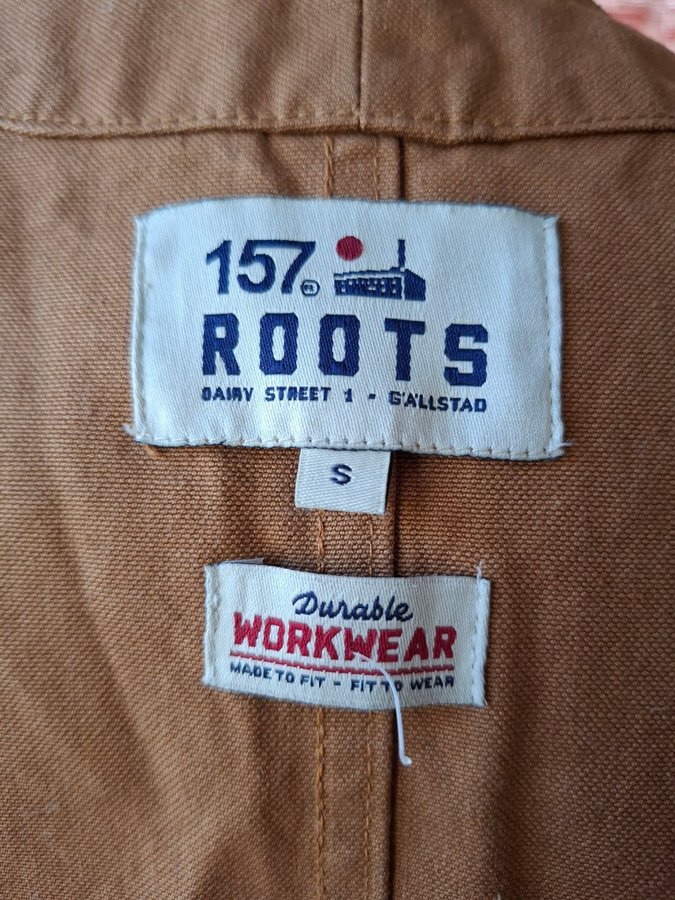 157
ROOTS
DAIRY STREET 1 - GÄLLSTAD
S
Durable
WORKWEAR
MADE TO FIT - FIT TO WEAR